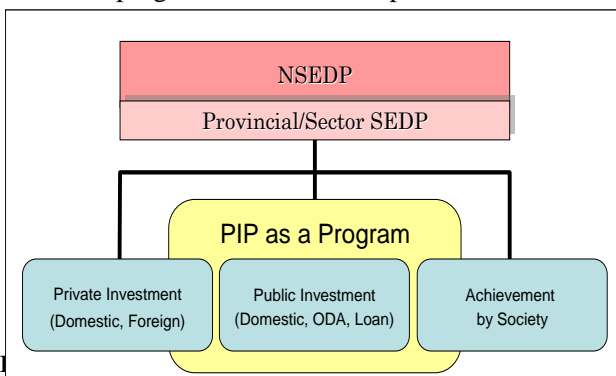 NSEDP
Provincial/Sector SEDP
PIP as a Program
Private Investment
(Domestic, Foreign)
Public Investment
(Domestic, ODA, Loan)
Achievement
by Society